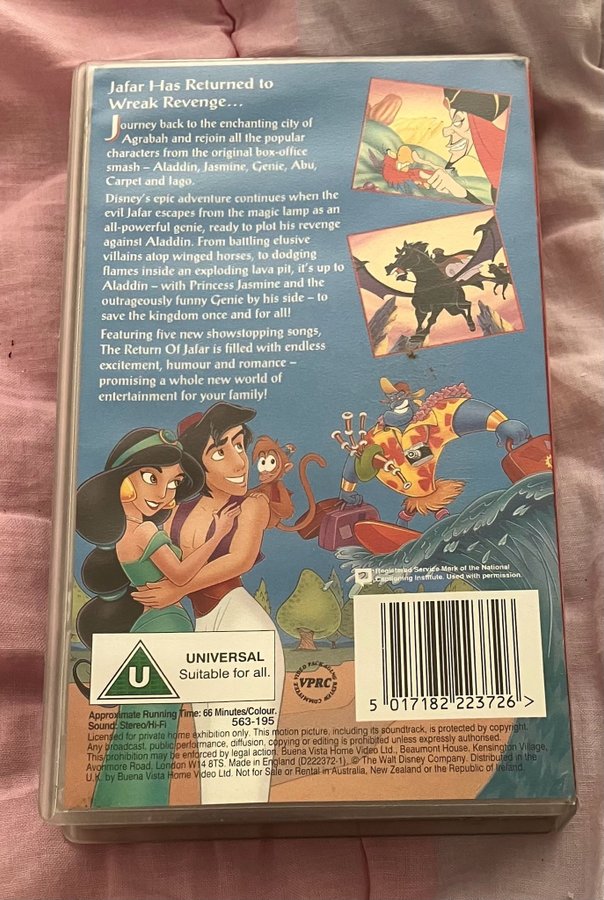 Jafar Has Returned to
Wreak Revenge...
Journey back to the enchanting city of
Agrabah and rejoin all the popular
characters from the original box-office
smash – Aladdin, Jasmine, Genie, Abu,
Carpet and Iago.
Disney's epic adventure continues when the
evil Jafar escapes from the magic lamp as an
all-powerful genie, ready to plot his revenge
against Aladdin. From battling elusive
villains atop winged horses, to dodging
flames inside an exploding lava pit, it's up to
Aladdin – with Princess Jasmine and the
outrageously funny Genie by his side – to
save the kingdom once and for all!
Featuring five new showstopping songs,
The Return Of Jafar is filled with endless
excitement, humour and romance –
promising a whole new world of
entertainment for your family!
Registered Service Mark of the National
Captioning Institute. Used with permission.
U
UNIVERSAL
Suitable for all.
VIDEO PACKAGING REVIEW COMMITTEE
VPRC
5 017182 223726 >
Approximate Running Time: 66 Minutes/Colour.
Sound: Stereo/Hi-Fi
563-195
Licensed for private home exhibition only. This motion picture, including its soundtrack, is protected by copyright.
Any broadcast, public performance, diffusion, copying or editing is prohibited unless expressly authorised.
This prohibition may be enforced by legal action. Buena Vista Home Video Ltd., Beaumont House, Kensington Village,
Avonmore Road, London W14 8TS. Made in England (D222372-1). © The Walt Disney Company. Distributed in the
U.K. by Buena Vista Home Video Ltd. Not for Sale or Rental in Australia, New Zealand or the Republic of Ireland.